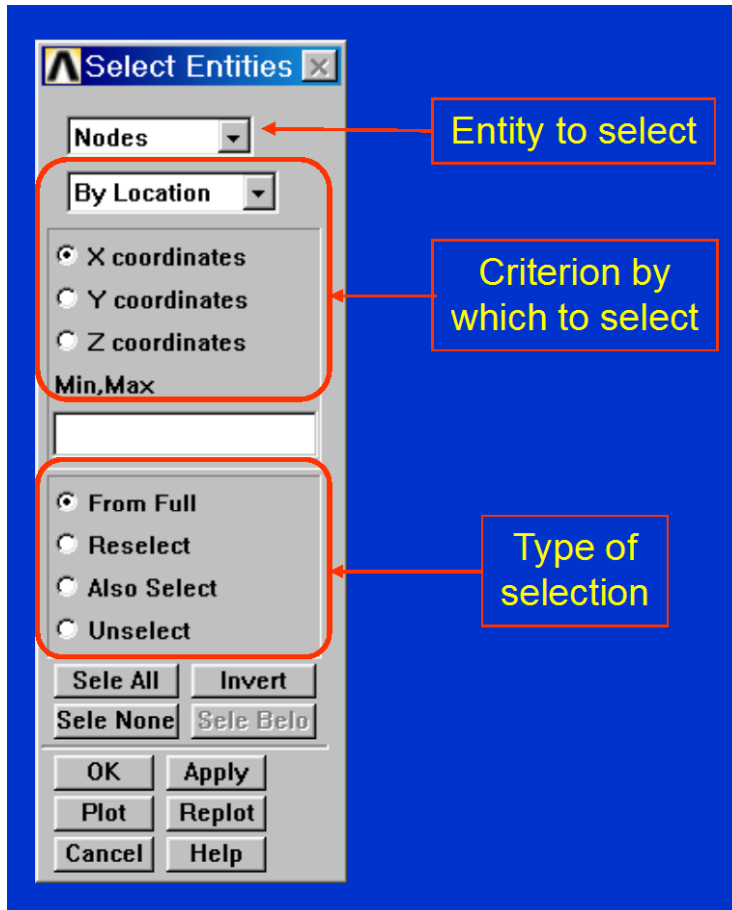 Select Entities
Nodes
Entity to select
By Location
X coordinates
Y coordinates
Z coordinates
Min,Max
Criterion by
which to select
From Full
Reselect
Also Select
Unselect
Type of
selection
Sele All
Invert
Sele None
Sele Belo
OK
Apply
Plot
Replot
Cancel
Help